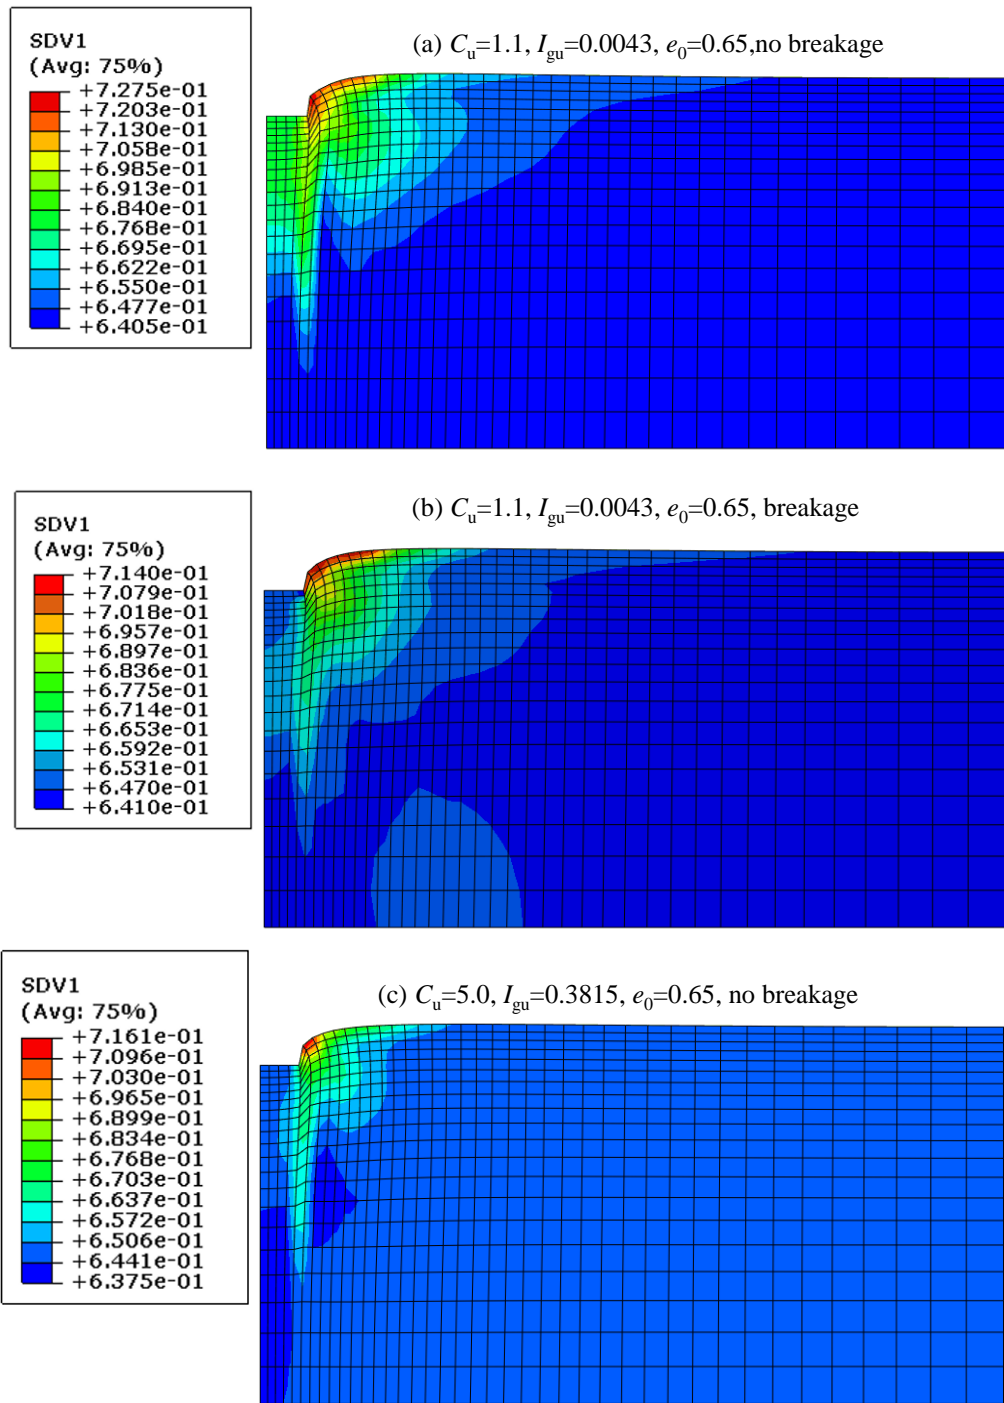 (a) Cu=1.1, Igu=0.0043, e0=0.65,no breakage
SDV1
(Avg: 75%)
+7.275e-01
+7.203e-01
+7.130e-01
+7.058e-01
+6.985e-01
+6.913e-01
+6.840e-01
+6.768e-01
+6.695e-01
+6.622e-01
+6.550e-01
+6.477e-01
+6.405e-01
(b) Cu=1.1, Igu=0.0043, e0=0.65, breakage
SDV1
(Avg: 75%)
+7.140e-01
+7.079e-01
+7.018e-01
+6.957e-01
+6.897e-01
+6.836e-01
+6.775e-01
+6.714e-01
+6.653e-01
+6.592e-01
+6.531e-01
+6.470e-01
+6.410e-01
(c) Cu=5.0, Igu=0.3815, e0=0.65, no breakage
SDV1
(Avg: 75%)
+7.161e-01
+7.096e-01
+7.030e-01
+6.965e-01
+6.899e-01
+6.834e-01
+6.768e-01
+6.703e-01
+6.637e-01
+6.572e-01
+6.506e-01
+6.441e-01
+6.375e-01